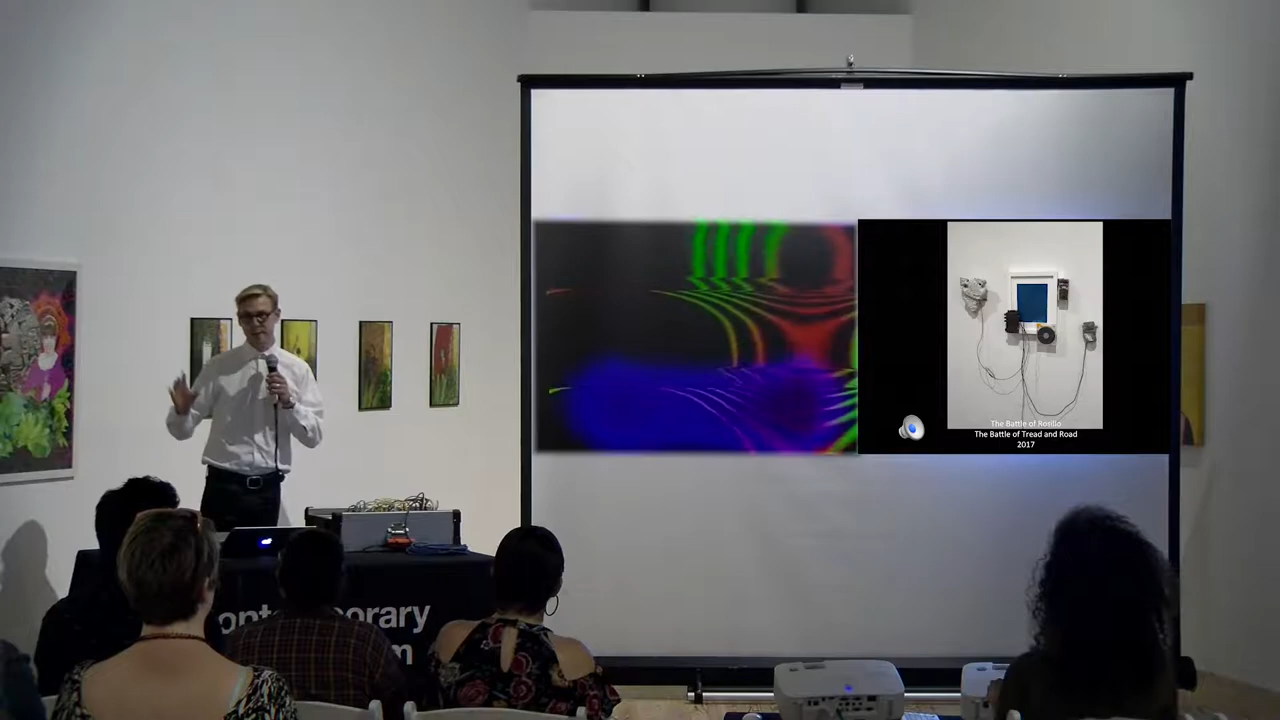 The Battle of Rosillo
The Battle of Tread and Road
2017
ontemporary
m